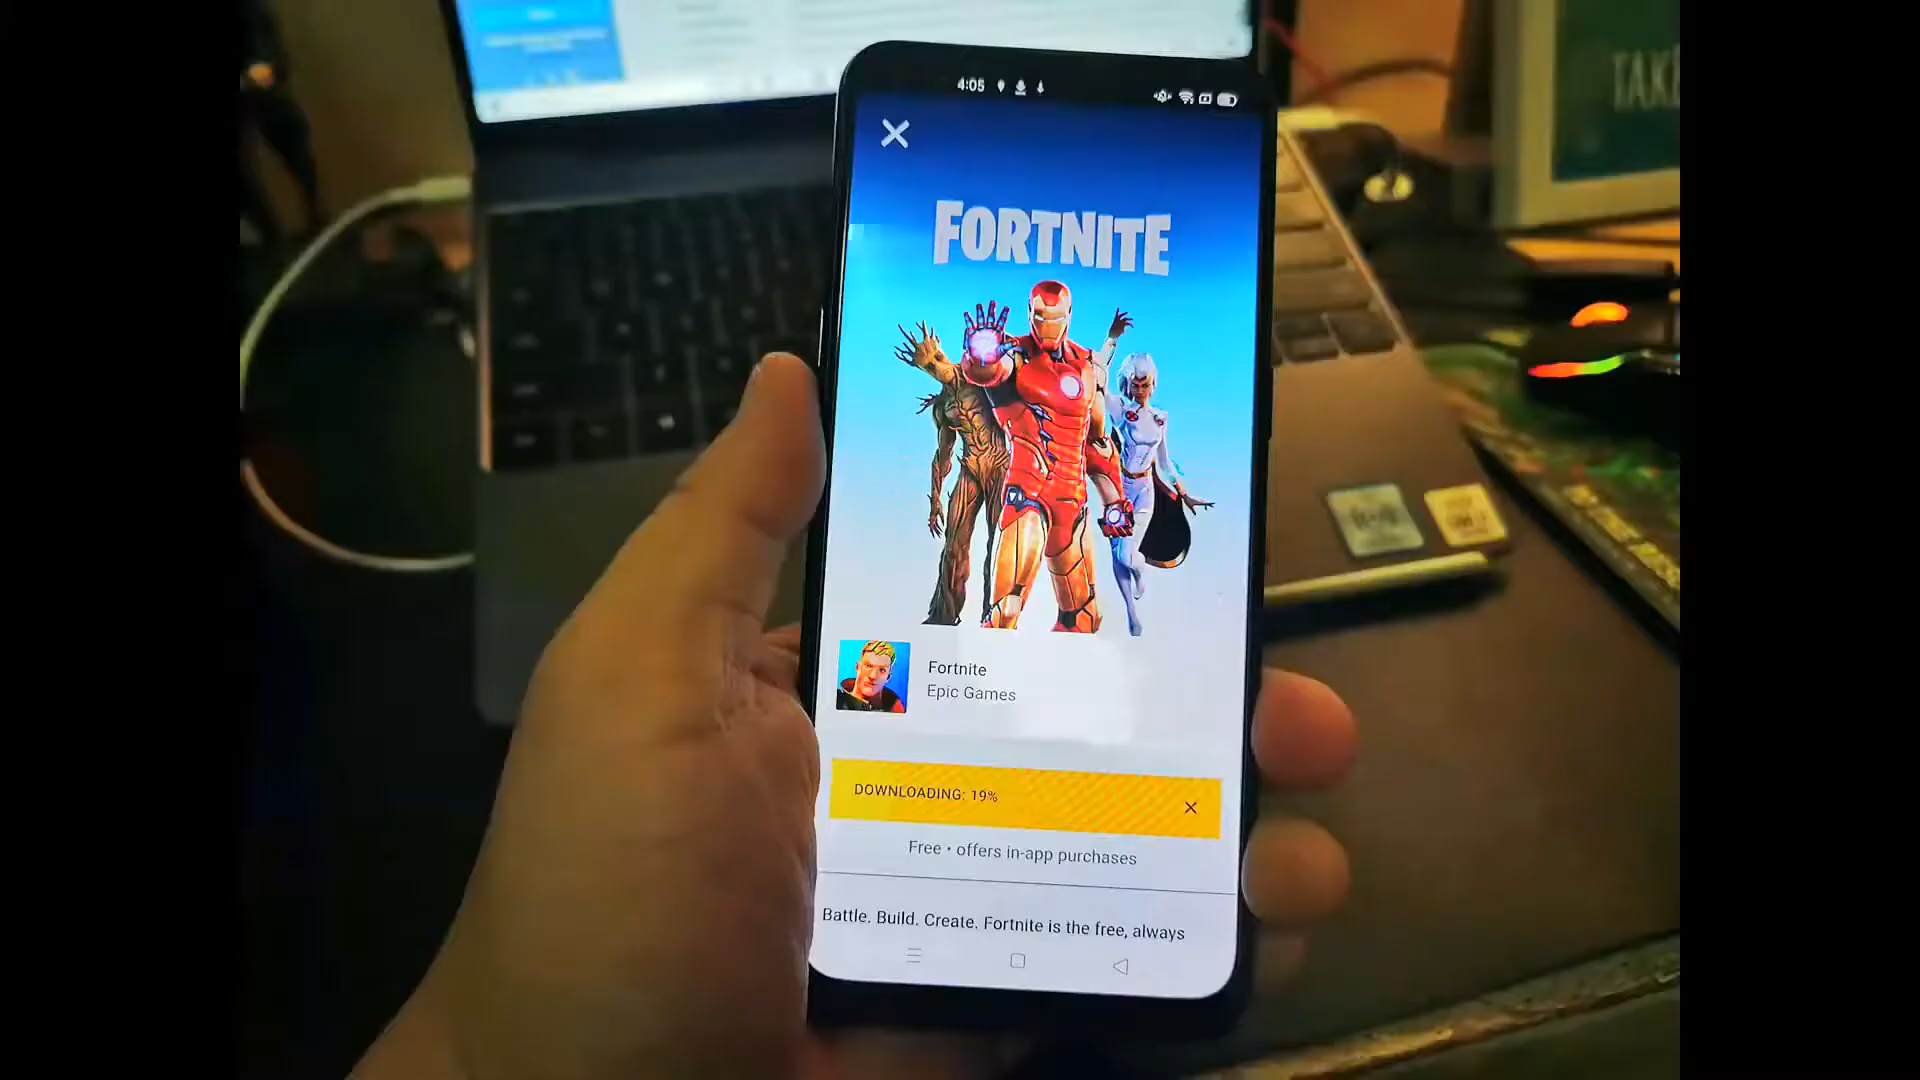 4:05
TAKE
FORTNITE
Fortnite
Epic Games
DOWNLOADING: 19%
Free • offers in-app purchases
Battle. Build. Create. Fortnite is the free, always